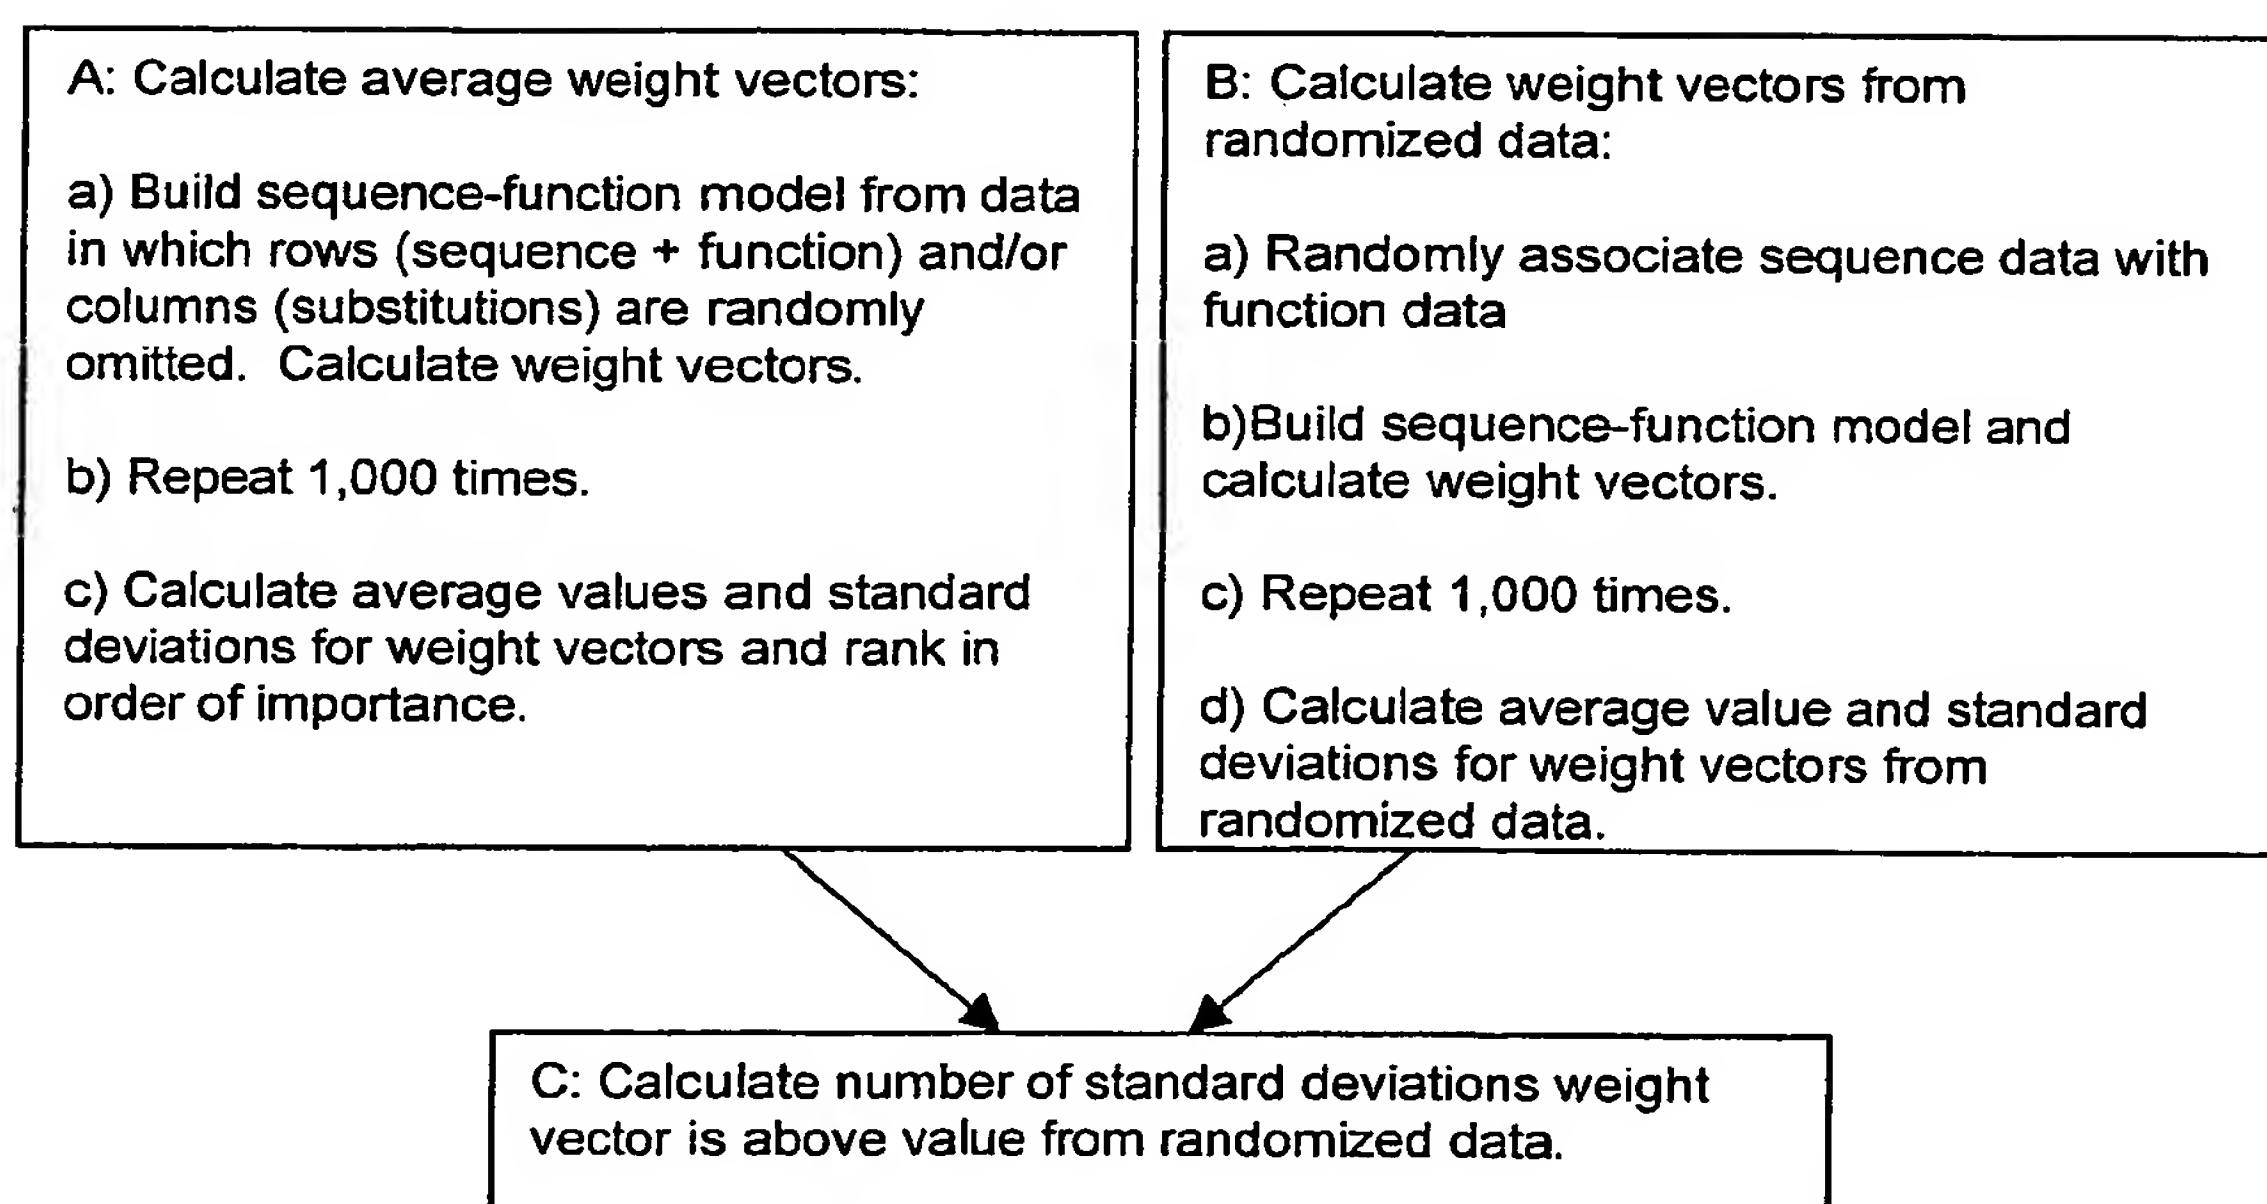 A: Calculate average weight vectors:
a) Build sequence-function model from data
in which rows (sequence + function) and/or
columns (substitutions) are randomly
omitted.  Calculate weight vectors.
b) Repeat 1,000 times.
c) Calculate average values and standard
deviations for weight vectors and rank in
order of importance.
B: Calculate weight vectors from
randomized data:
a) Randomly associate sequence data with
function data
b)Build sequence-function model and
calculate weight vectors.
c) Repeat 1,000 times.
d) Calculate average value and standard
deviations for weight vectors from
randomized data.
C: Calculate number of standard deviations weight
vector is above value from randomized data.